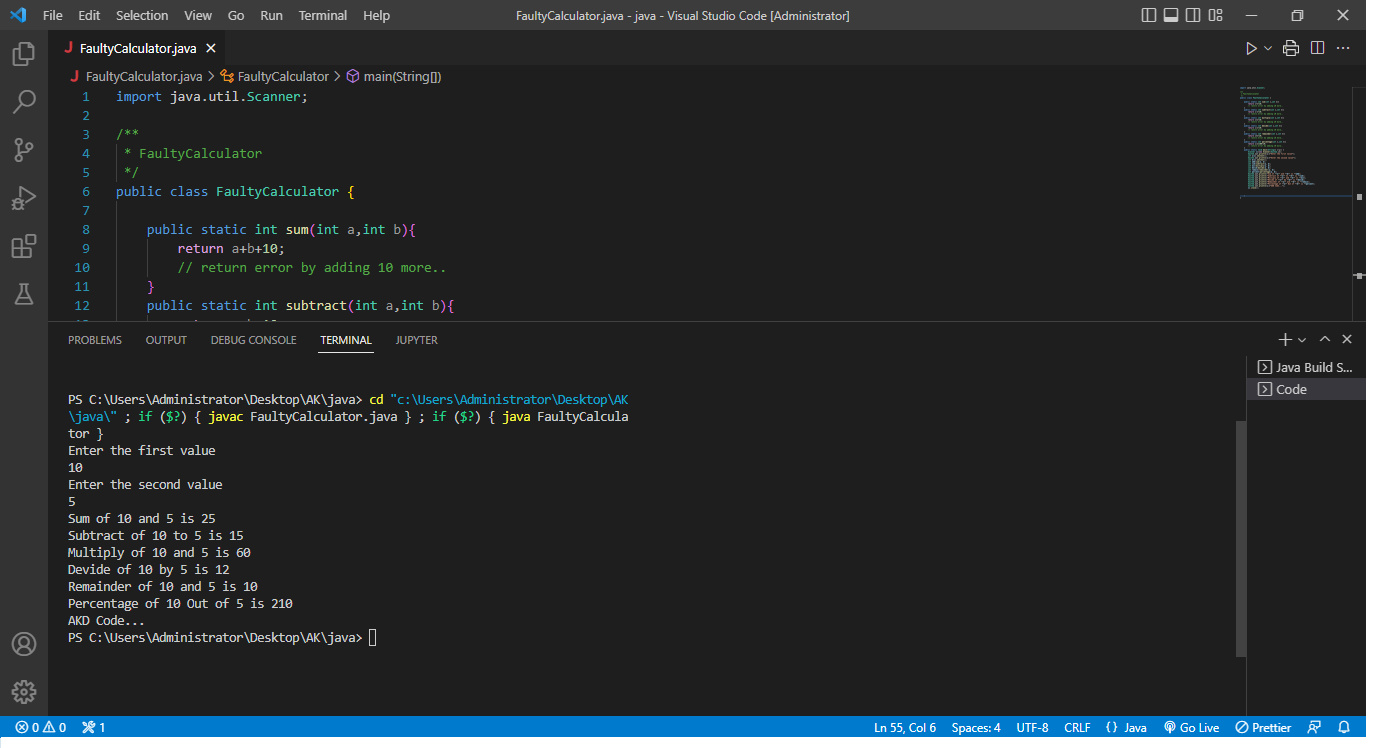 File Edit Selection View Go Run Terminal Help FaultyCalculator.java - java - Visual Studio Code [Administrator]
FaultyCalculator.java
FaultyCalculator.java > FaultyCalculator > main(String[])
1 import java.util.Scanner;
2
3 /**
4 * FaultyCalculator
5 */
6 public class FaultyCalculator {
7
8 public static int sum(int a,int b){
9 return a+b+10;
10 // return error by adding 10 more..
11 }
12 public static int subtract(int a,int b){
PROBLEMS OUTPUT DEBUG CONSOLE TERMINAL JUPYTER
Java Build S...
Code
PS C:\Users\Administrator\Desktop\AK\java> cd "c:\Users\Administrator\Desktop\AK
\java\" ; if ($?) { javac FaultyCalculator.java } ; if ($?) { java FaultyCalcula
tor }
Enter the first value
10
Enter the second value
5
Sum of 10 and 5 is 25
Subtract of 10 to 5 is 15
Multiply of 10 and 5 is 60
Devide of 10 by 5 is 12
Remainder of 10 and 5 is 10
Percentage of 10 Out of 5 is 210
AKD Code...
PS C:\Users\Administrator\Desktop\AK\java>
0 0 1 Ln 55, Col 6 Spaces: 4 UTF-8 CRLF {} Java Go Live Prettier